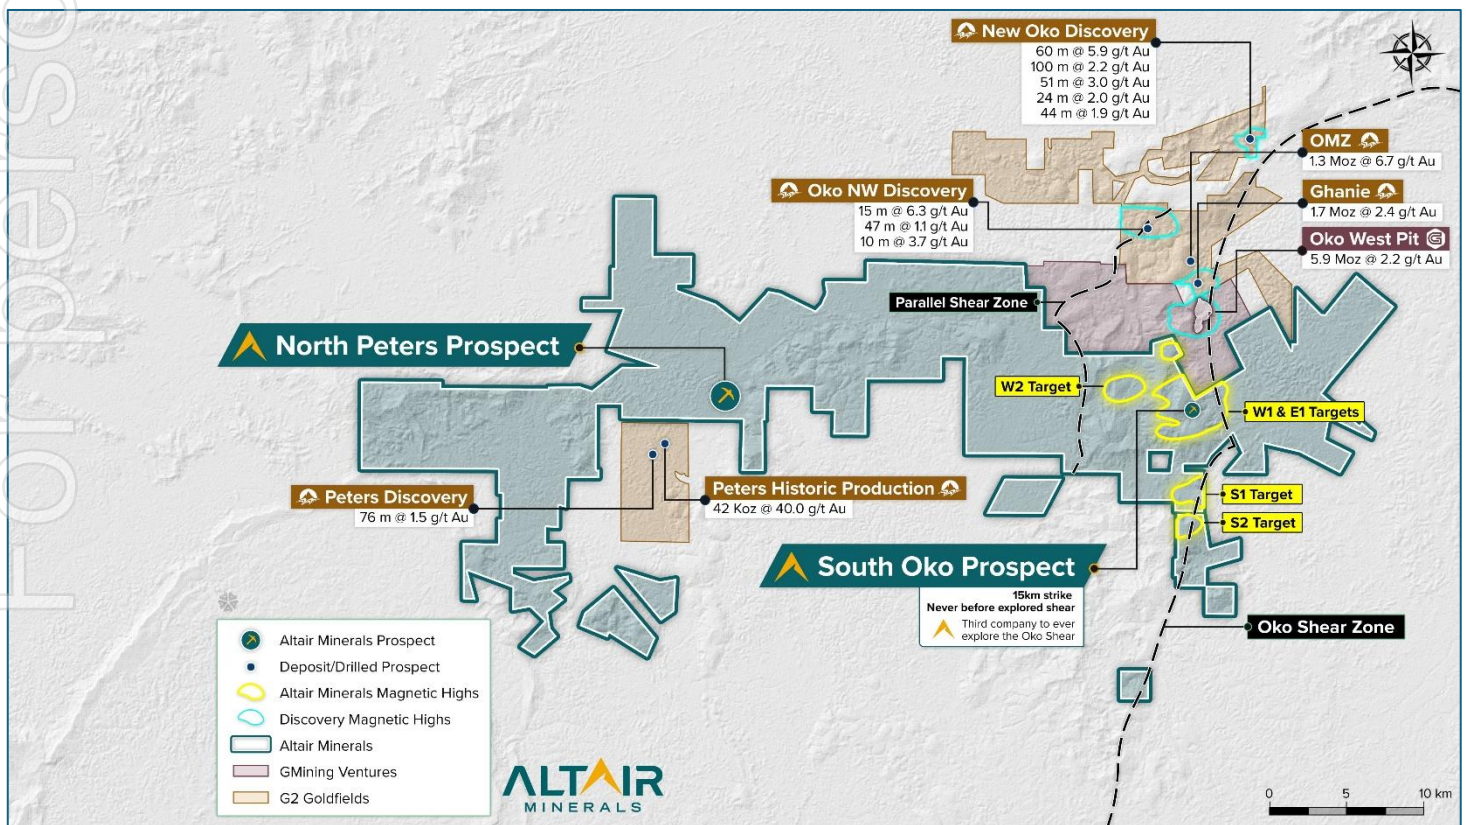 For perso
New Oko Discovery
60 m @ 5.9 g/t Au
100 m @ 2.2 g/t Au
51 m @ 3.0 g/t Au
24 m @ 2.0 g/t Au
44 m @ 1.9 g/t Au
OMZ
1.3 Moz @ 6.7 g/t Au
Oko NW Discovery
15 m @ 6.3 g/t Au
47 m @ 1.1 g/t Au
10 m @ 3.7 g/t Au
Ghanie
1.7 Moz @ 2.4 g/t Au
Oko West Pit
5.9 Moz @ 2.2 g/t Au
Parallel Shear Zone
North Peters Prospect
W2 Target
W1 & E1 Targets
Peters Discovery
76 m @ 1.5 g/t Au
Peters Historic Production
42 Koz @ 40.0 g/t Au
S1 Target
S2 Target
South Oko Prospect
15km strike
Never before explored shear
Third company to ever
explore the Oko Shear
Oko Shear Zone
Altair Minerals Prospect
Deposit/Drilled Prospect
Altair Minerals Magnetic Highs
Discovery Magnetic Highs
Altair Minerals
GMining Ventures
G2 Goldfields
ALTAIR
MINERALS
0 5 10 km